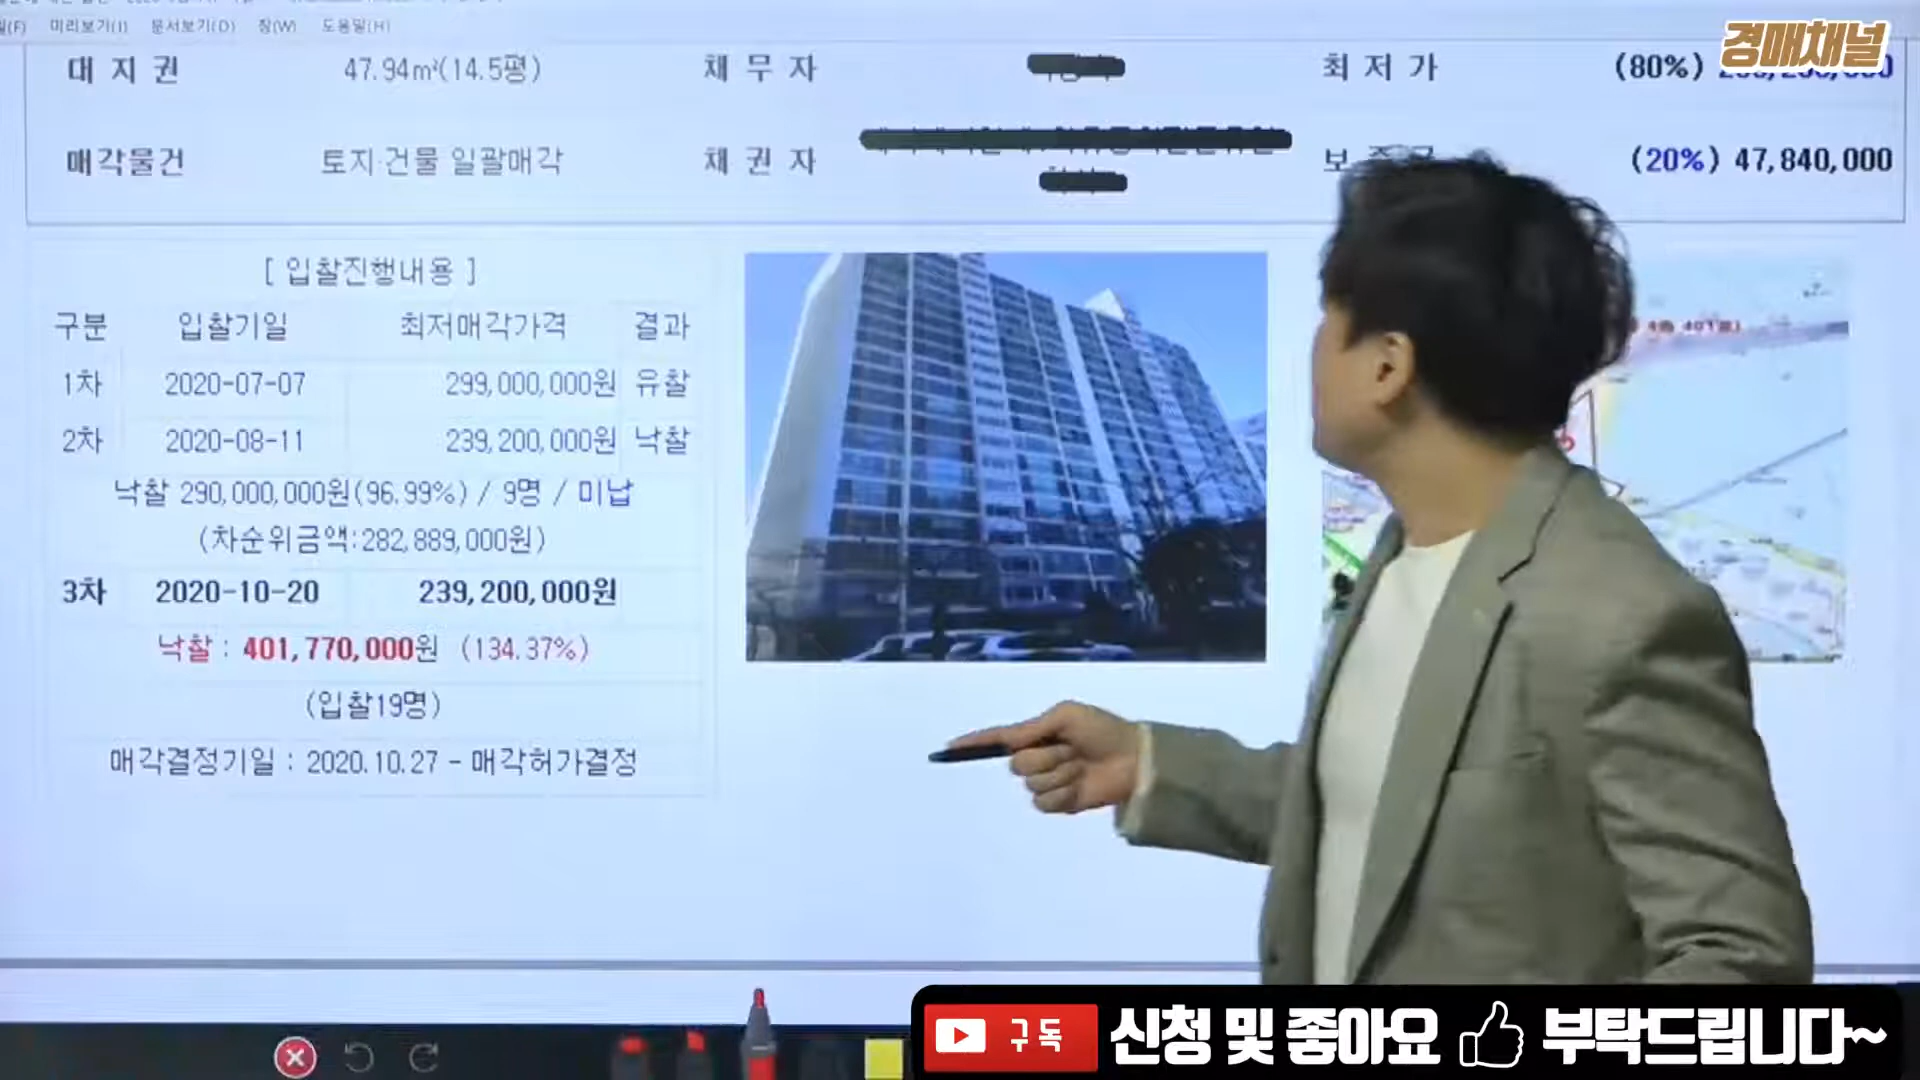 미리보기(J) 문서보기(D) 창(W) 도움말(H)
경매채널
대 지 권 47.94㎡(14.5평) 채 무 자 최 저 가 (80%)
매각물건 토지·건물 일괄매각 채 권 자 (20%) 47,840,000
[ 입찰진행내용 ]
구분 입찰기일 최저매각가격 결과
1차 2020-07-07 299,000,000원 유찰
2차 2020-08-11 239,200,000원 낙찰
낙찰 290,000,000원(96.99%) / 9명 / 미납
(차순위금액:282,889,000원)
3차 2020-10-20 239,200,000원
낙찰 : 401,770,000원 (134.37%)
(입찰19명)
매각결정기일 : 2020.10.27 - 매각허가결정
구독 신청 및 좋아요 부탁드립니다~